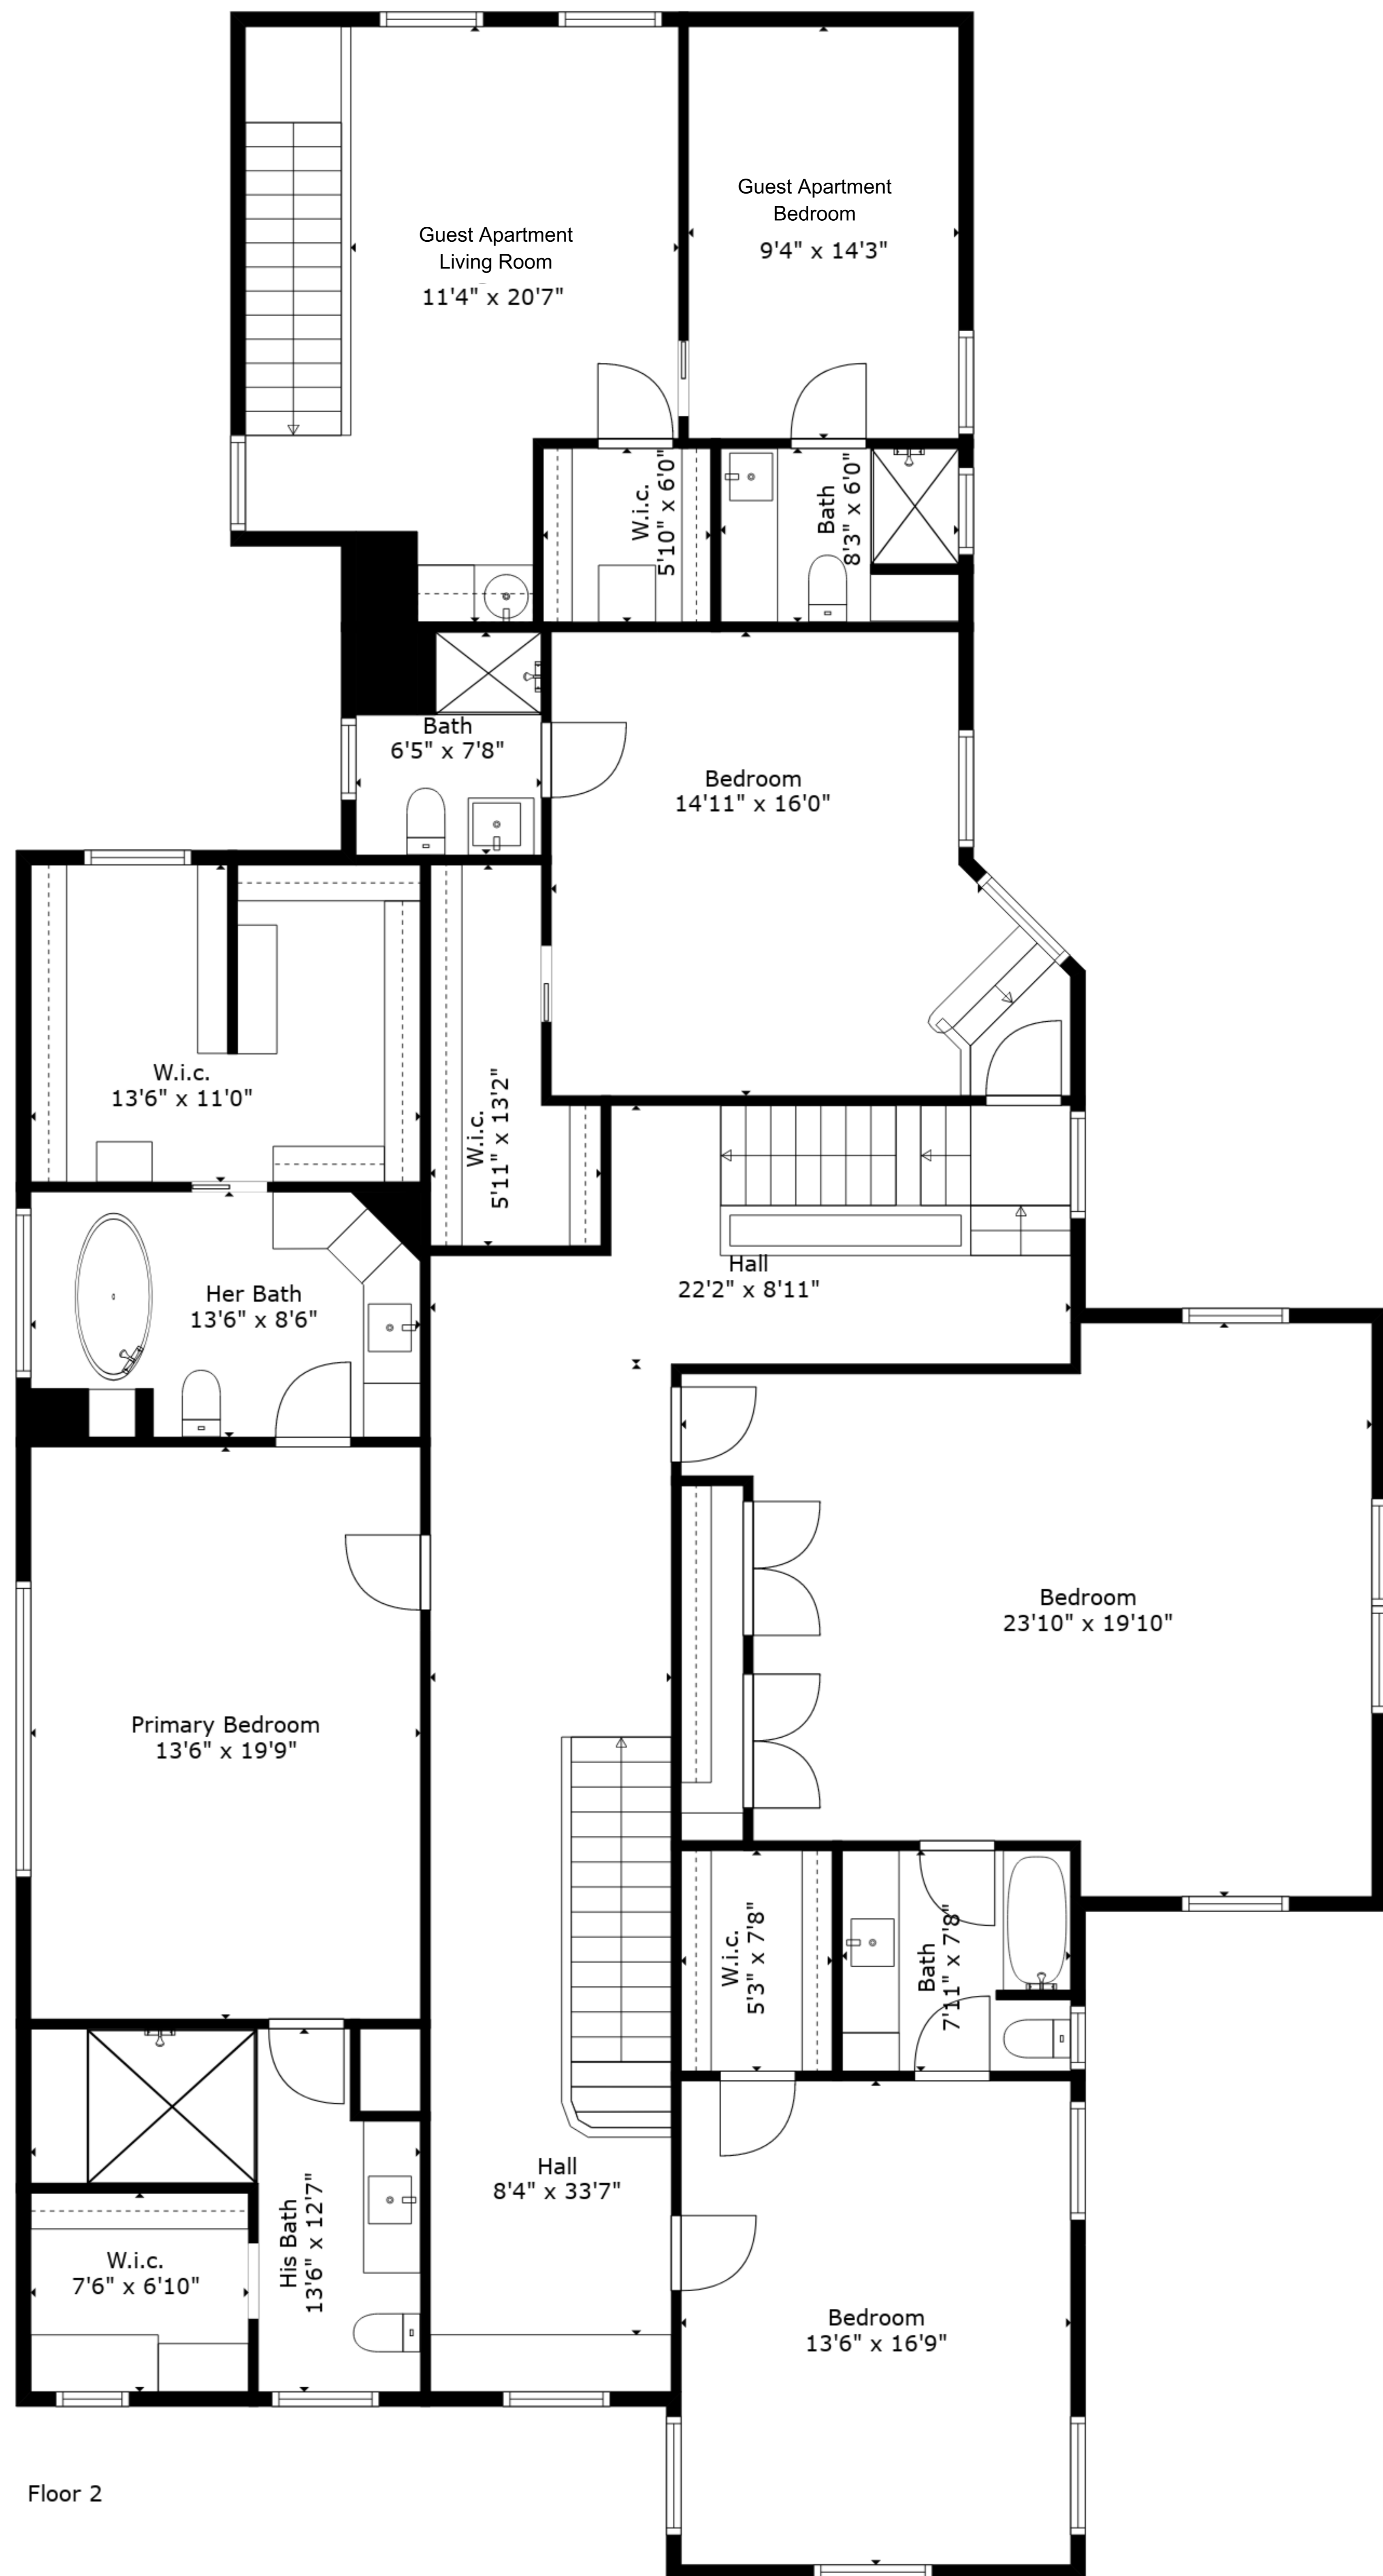 Guest Apartment
Bedroom
9'4" x 14'3"
Guest Apartment
Living Room
11'4" x 20'7"
W.i.c.
5'10" x 6'0"
Bath
8'3" x 6'0"
Bath
6'5" x 7'8"
Bedroom
14'11" x 16'0"
W.i.c.
13'6" x 11'0"
W.i.c.
5'11" x 13'2"
Hall
22'2" x 8'11"
Her Bath
13'6" x 8'6"
Bedroom
23'10" x 19'10"
Primary Bedroom
13'6" x 19'9"
W.i.c.
5'3" x 7'8"
Bath
7'11" x 7'8"
Hall
8'4" x 33'7"
His Bath
13'6" x 12'7"
W.i.c.
7'6" x 6'10"
Bedroom
13'6" x 16'9"
Floor 2